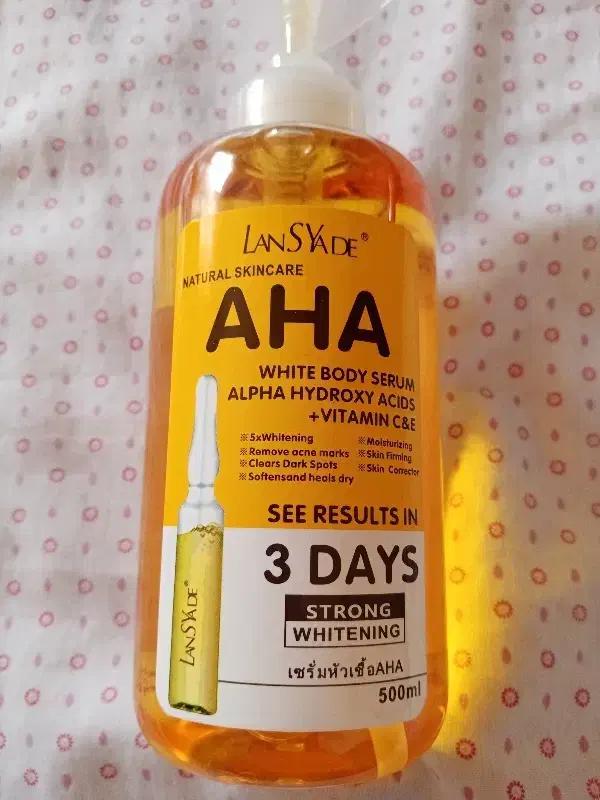 LANSYADE®
NATURAL SKINCARE
AHA
WHITE BODY SERUM
ALPHA HYDROXY ACIDS
+VITAMIN C&E
※5xWhitening
※Moisturizing
※Remove acne marks
※Skin Firming
※Clears Dark Spots
※Skin Corrector
※Softensand heals dry
SEE RESULTS IN
3 DAYS
STRONG
WHITENING
LANSYADE®
เซรั่มหัวเชื้อAHA
500ml